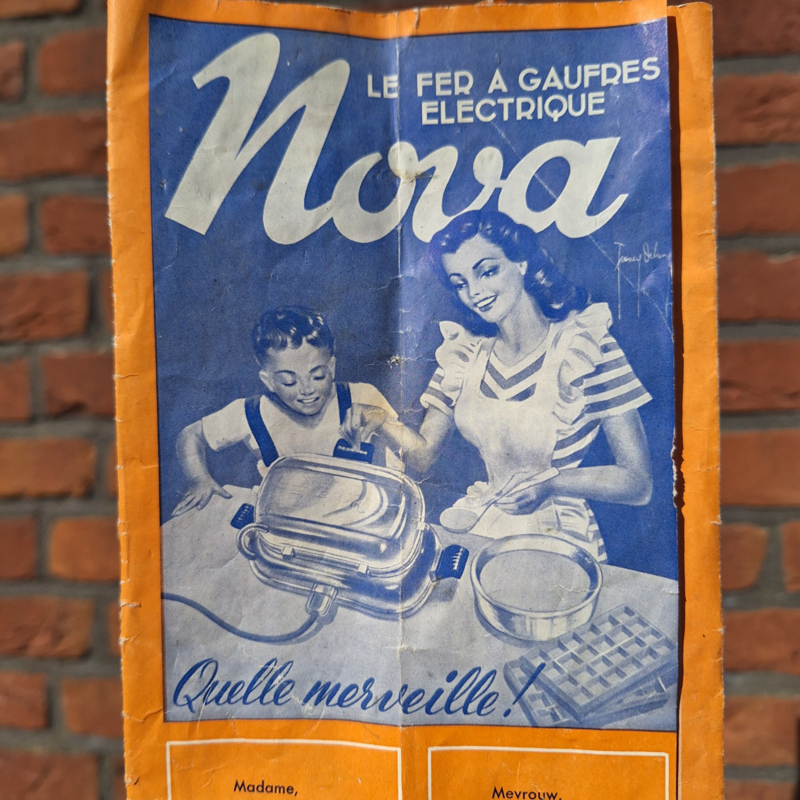 LE FER A GAUFRES
ELECTRIQUE
Nova
Quelle merveille!
Madame,
Mevrouw,